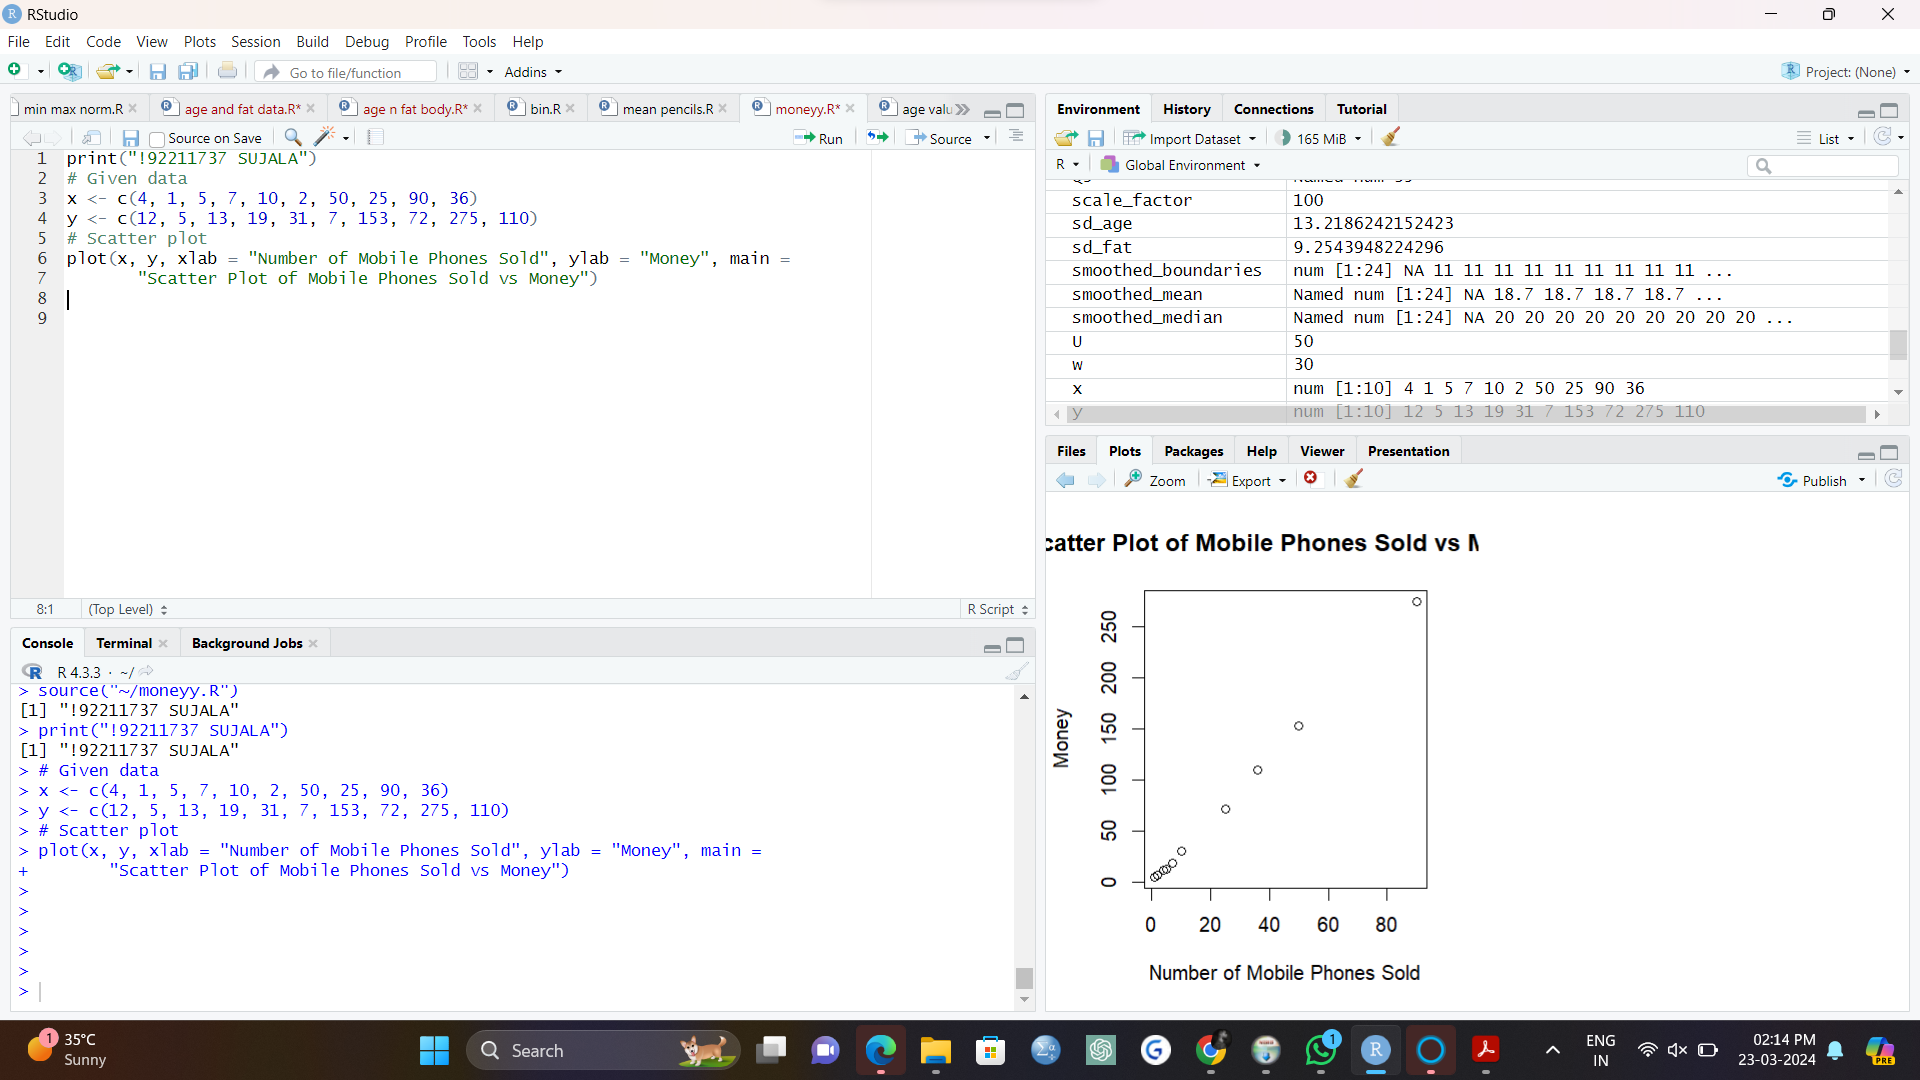 RStudio
File Edit Code View Plots Session Build Debug Profile Tools Help
Go to file/function Addins Project: (None)
min max norm.R age and fat data.R* age n fat body.R* bin.R mean pencils.R moneyy.R* age valu
Source on Save Run Source
1 print("!92211737 SUJALA")
2 # Given data
3 x <- c(4, 1, 5, 7, 10, 2, 50, 25, 90, 36)
4 y <- c(12, 5, 13, 19, 31, 7, 153, 72, 275, 110)
5 # Scatter plot
6 plot(x, y, xlab = "Number of Mobile Phones Sold", ylab = "Money", main =
7 "Scatter Plot of Mobile Phones Sold vs Money")
8
9
8:1 (Top Level) R Script
Console Terminal Background Jobs
R 4.3.3 · ~/
> source("~/moneyy.R")
[1] "!92211737 SUJALA"
> print("!92211737 SUJALA")
[1] "!92211737 SUJALA"
> # Given data
> x <- c(4, 1, 5, 7, 10, 2, 50, 25, 90, 36)
> y <- c(12, 5, 13, 19, 31, 7, 153, 72, 275, 110)
> # Scatter plot
> plot(x, y, xlab = "Number of Mobile Phones Sold", ylab = "Money", main =
+ "Scatter Plot of Mobile Phones Sold vs Money")
>
>
>
>
>
>
Environment History Connections Tutorial
Import Dataset 165 MiB List
R Global Environment
scale_factor 100
sd_age 13.2186242152423
sd_fat 9.2543948224296
smoothed_boundaries num [1:24] NA 11 11 11 11 11 11 11 11 11 ...
smoothed_mean Named num [1:24] NA 18.7 18.7 18.7 18.7 ...
smoothed_median Named num [1:24] NA 20 20 20 20 20 20 20 20 20 ...
U 50
w 30
x num [1:10] 4 1 5 7 10 2 50 25 90 36
y num [1:10] 12 5 13 19 31 7 153 72 275 110
Files Plots Packages Help Viewer Presentation
Zoom Export Publish
catter Plot of Mobile Phones Sold vs M
Money
250
200
150
100
50
0
0 20 40 60 80
Number of Mobile Phones Sold
1 35°C
Sunny
Search
1
ENG
IN
02:14 PM
23-03-2024
PRE